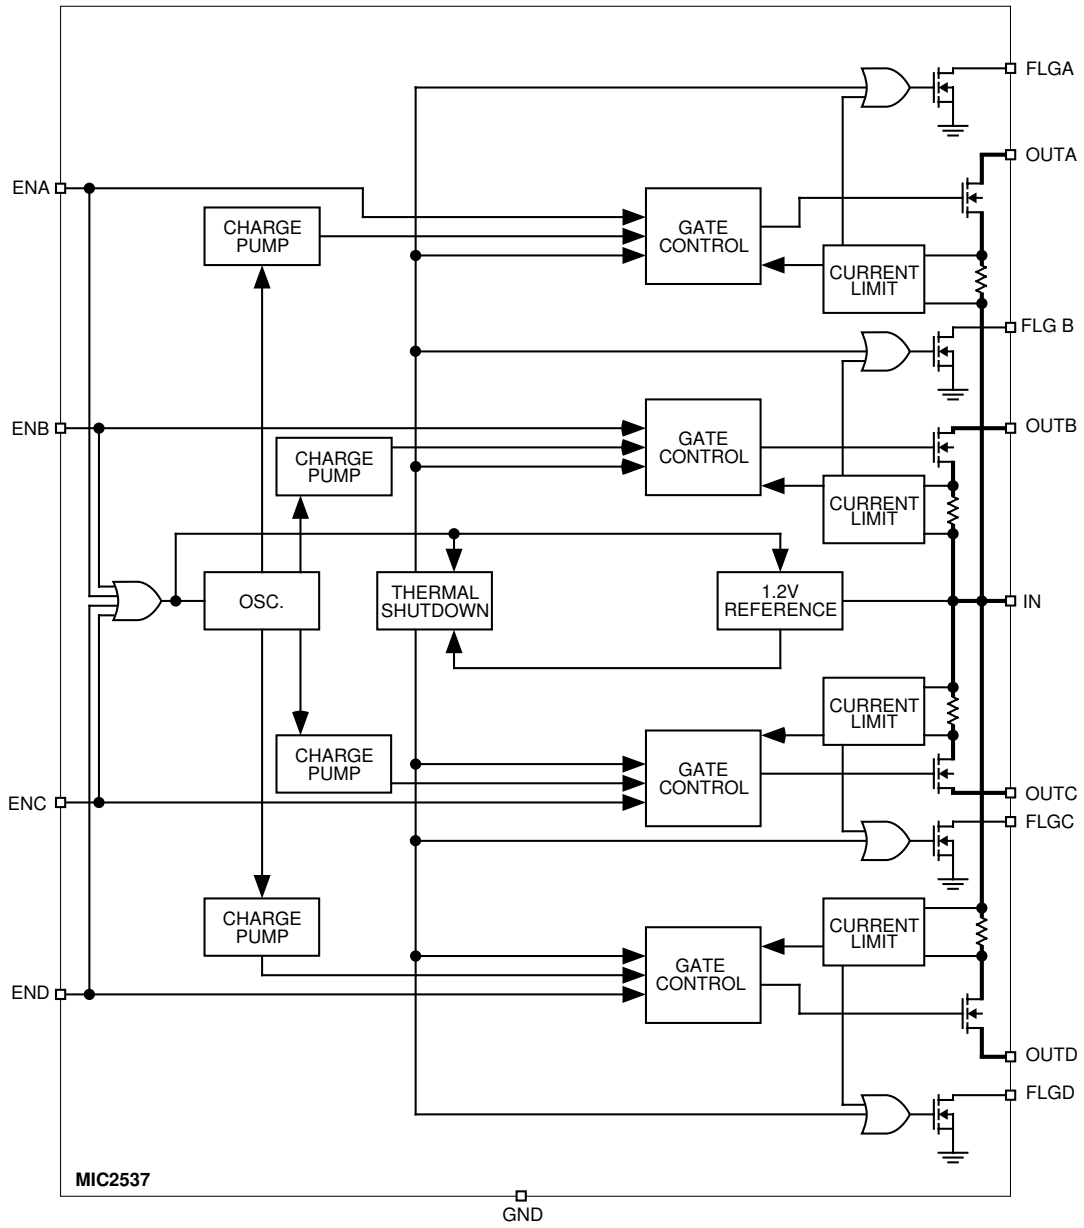 FLGA
OUTA
ENA
CHARGE
PUMP
GATE
CONTROL
CURRENT
LIMIT
FLG B
ENB
OUTB
CHARGE
PUMP
GATE
CONTROL
CURRENT
LIMIT
OSC.
THERMAL
SHUTDOWN
1.2V
REFERENCE
IN
CURRENT
LIMIT
CHARGE
PUMP
GATE
CONTROL
ENC
OUTC
FLGC
CHARGE
PUMP
CURRENT
LIMIT
GATE
CONTROL
END
OUTD
FLGD
MIC2537
GND